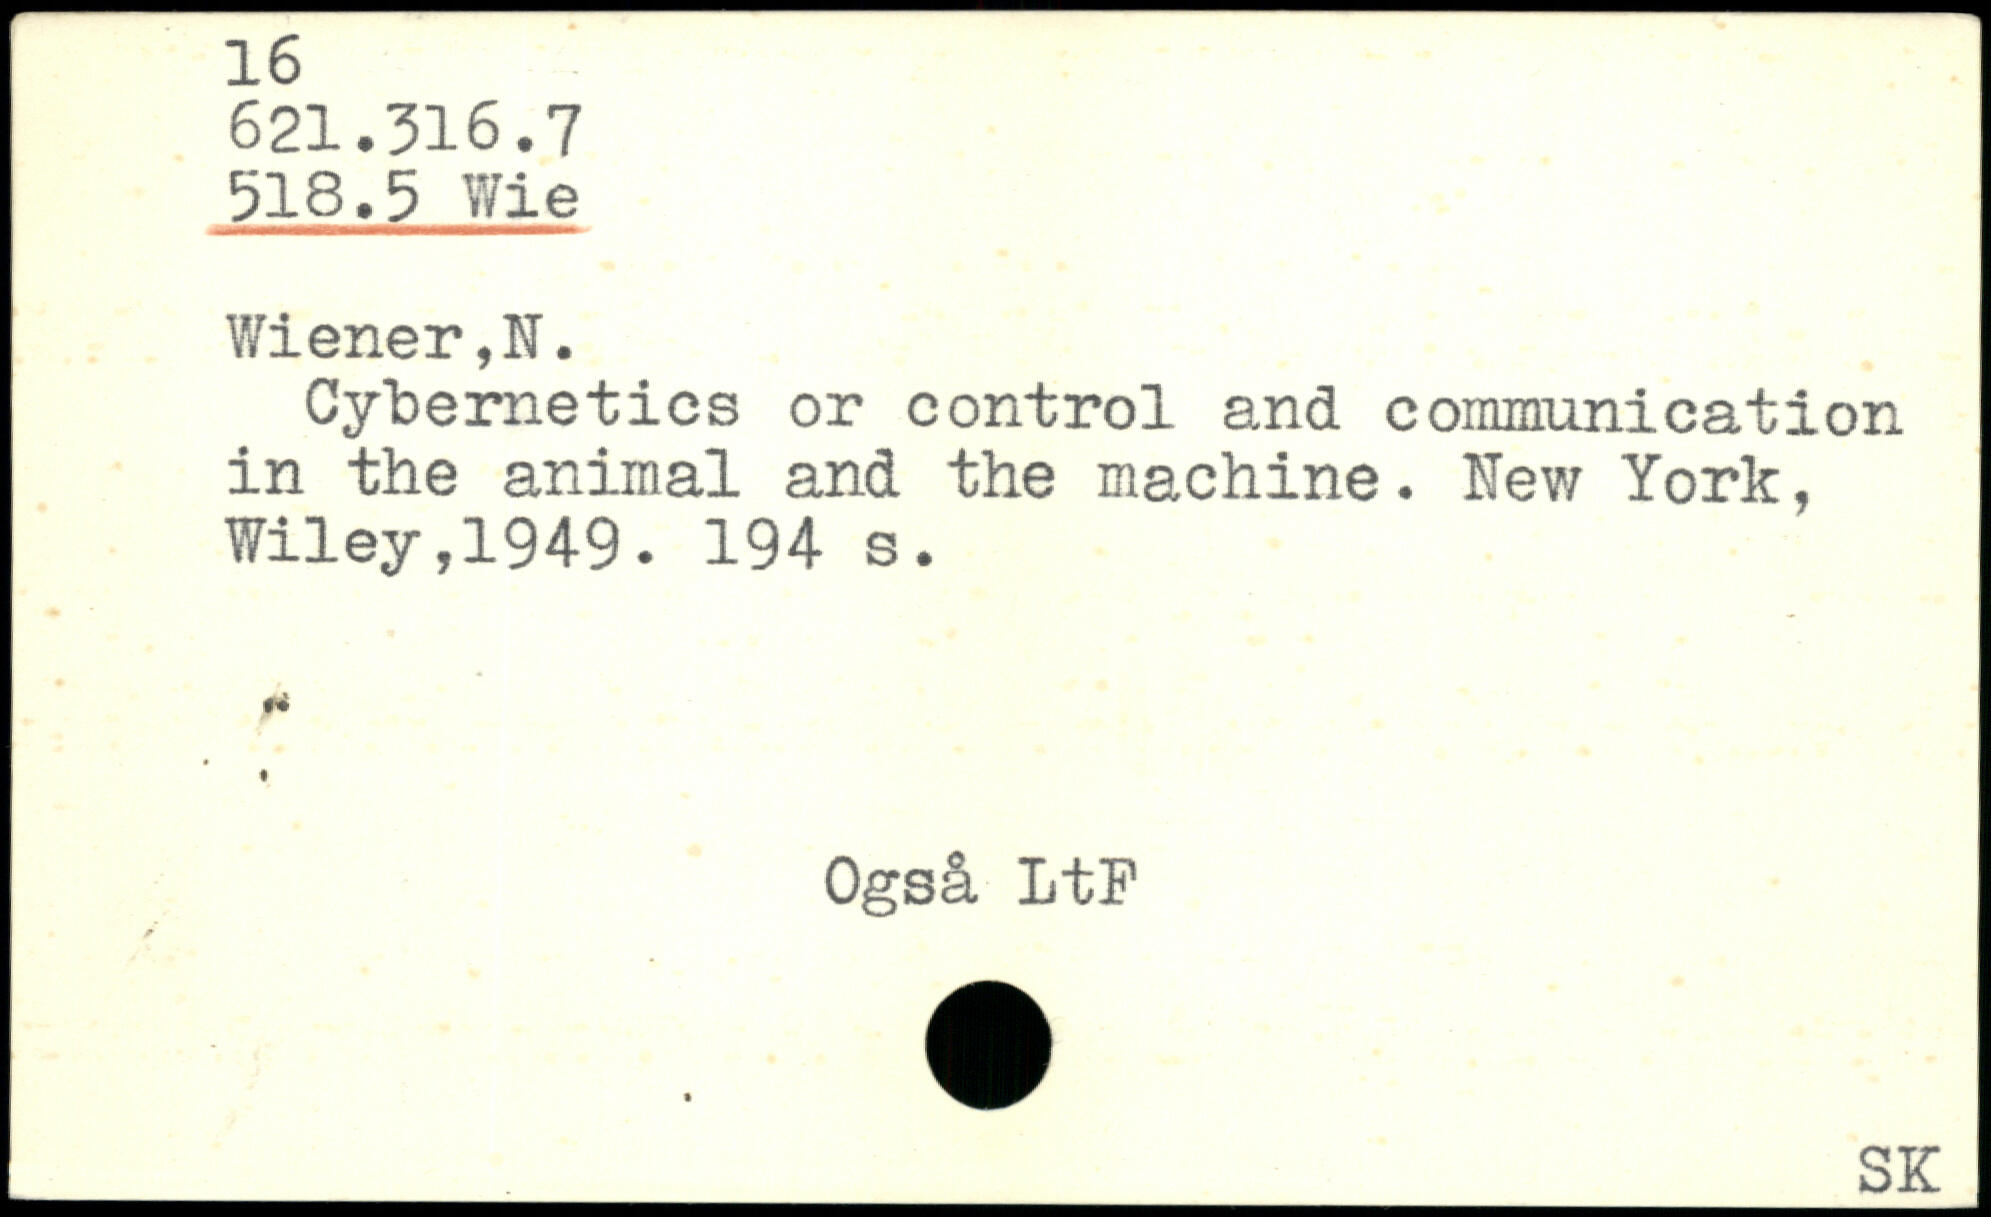 16
621.316.7
518.5 Wie
Wiener,N.
Cybernetics or control and communication
in the animal and the machine. New York,
Wiley,1949. 194 s.
Også LtF
SK